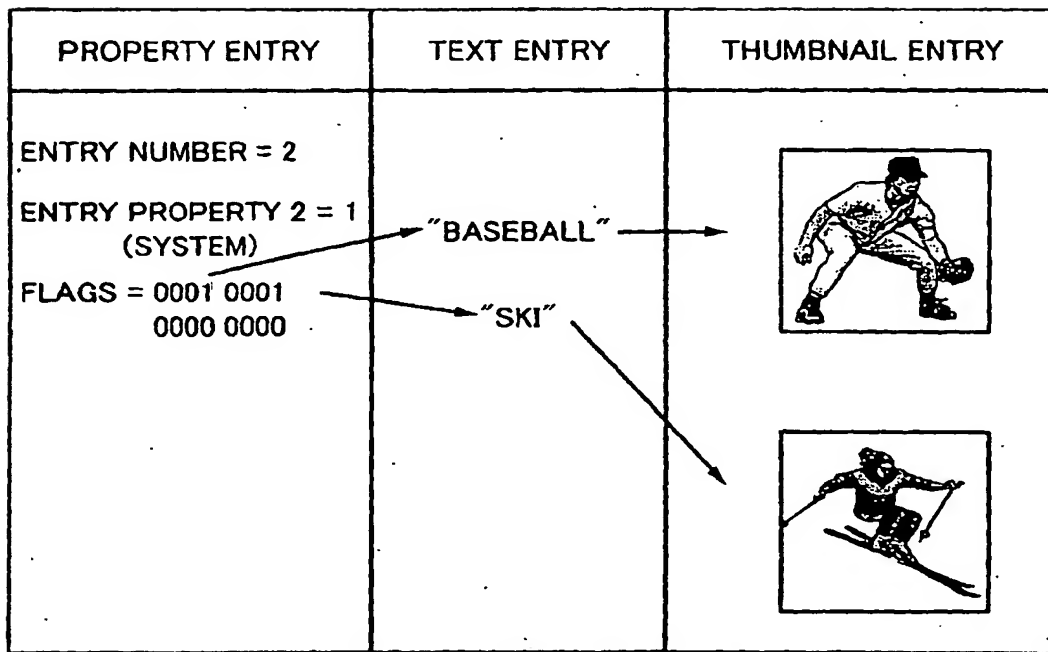 PROPERTY ENTRY
TEXT ENTRY
THUMBNAIL ENTRY
ENTRY NUMBER = 2
ENTRY PROPERTY 2 = 1
(SYSTEM)
FLAGS = 0001 0001
0000 0000
"BASEBALL"
"SKI"